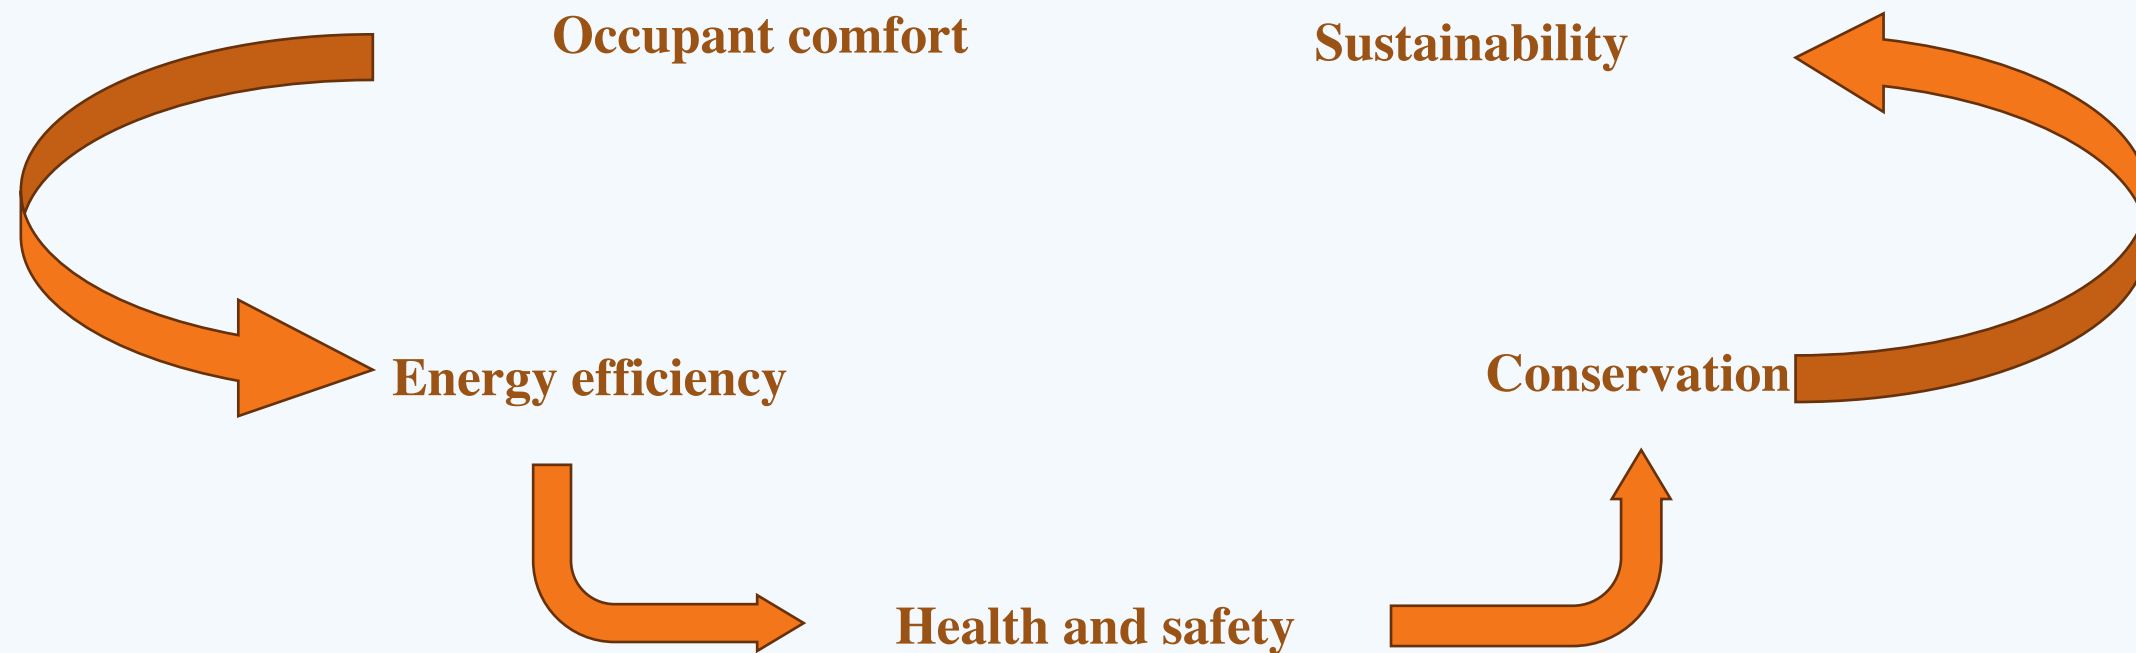 Occupant comfort
Sustainability
Energy efficiency
Conservation
Health and safety